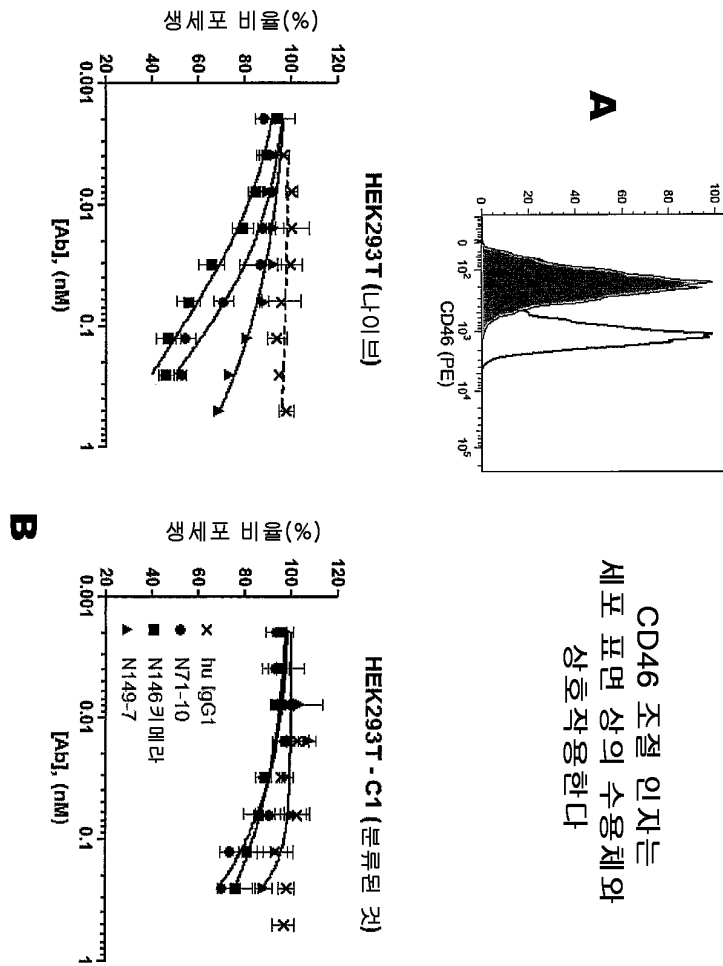 100
80
60
40
20
0
0 10² 10³ 10⁴ 10⁵
CD46 (PE)
A
CD46 조절 인자는
세포 표면 상의 수용체와
상호작용한다
HEK293T (나이브)
생세포 비율(%)
120
100
80
60
40
20
0.001 0.01 0.1 1
[Ab], (nM)
HEK293T - C1 (분류된 것)
생세포 비율(%)
120
100
80
60
40
20
hu IgG1
N71-10
N146키메라
N149-7
0.001 0.01 0.1 1
[Ab], (nM)
B